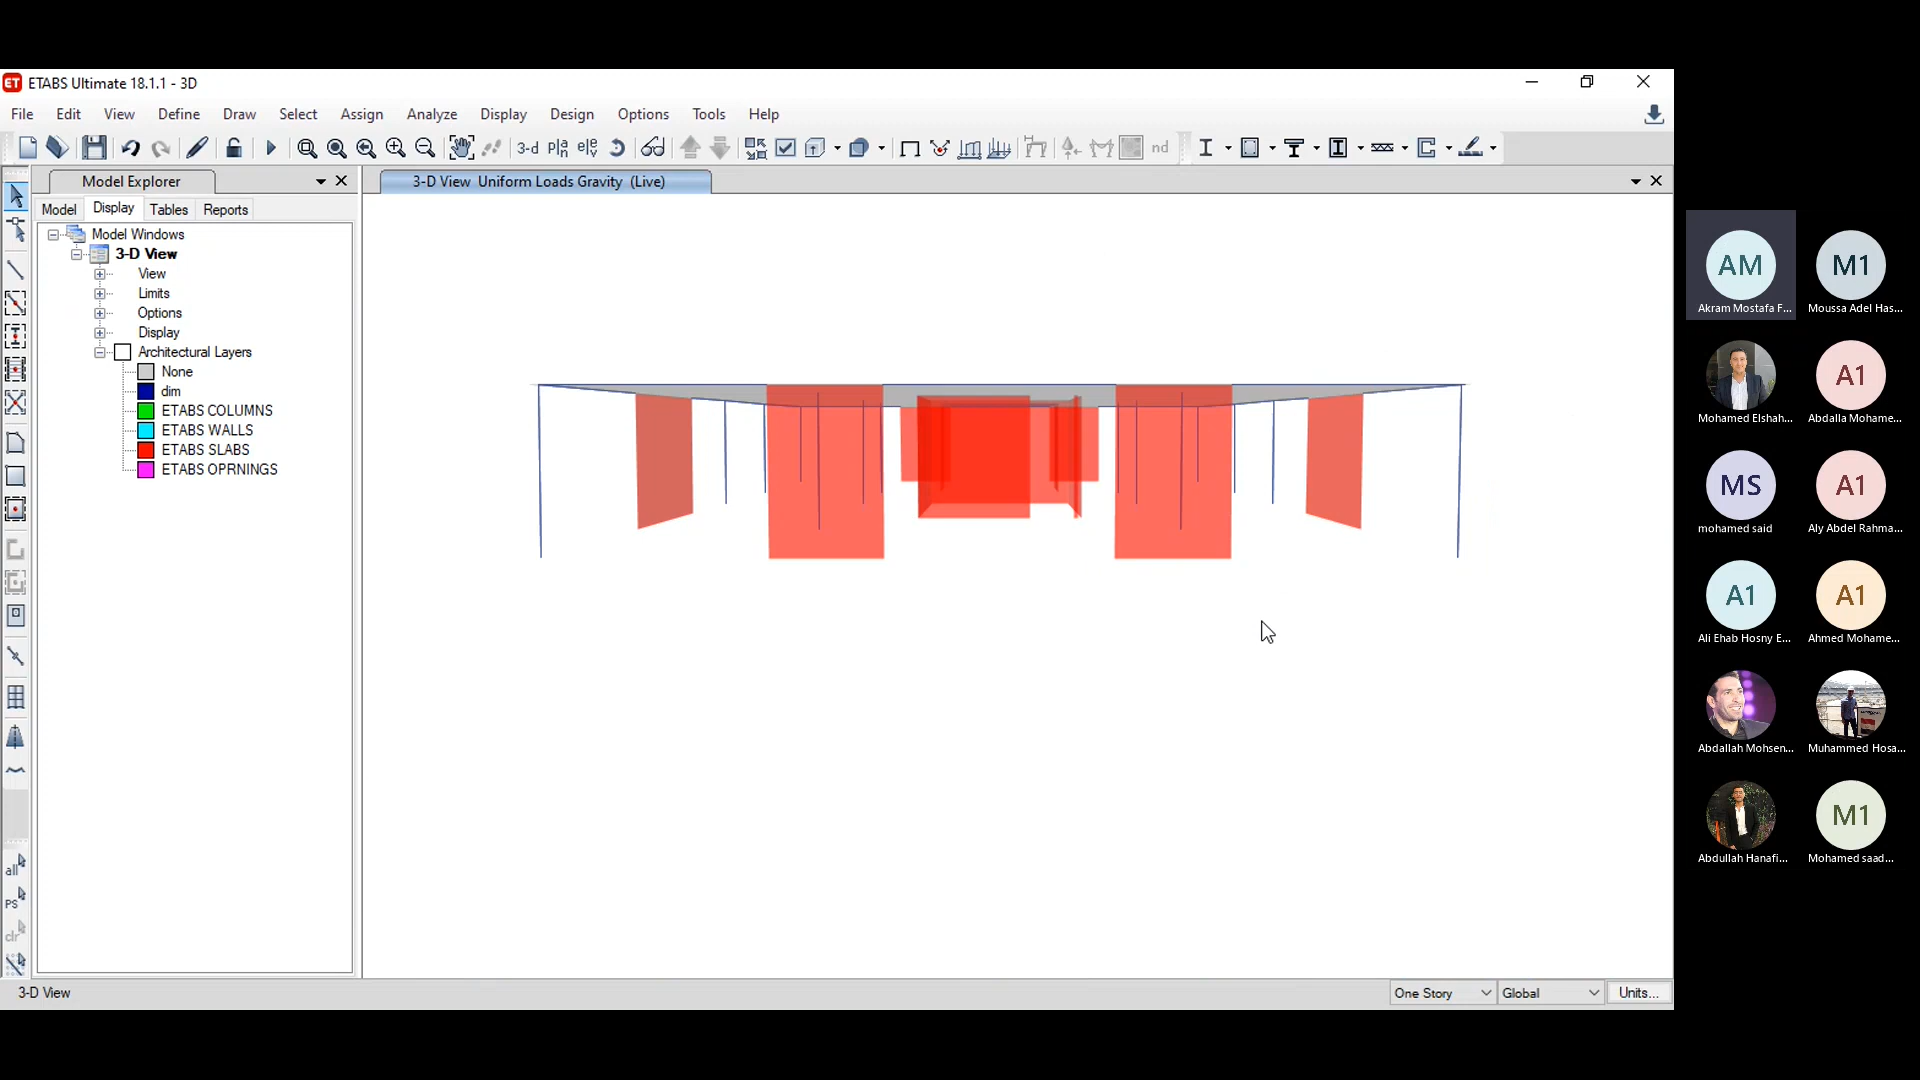 ET ETABS Ultimate 18.1.1 - 3D
File Edit View Define Draw Select Assign Analyze Display Design Options Tools Help
3-d nd
Model Explorer
3-D View Uniform Loads Gravity (Live)
Model Display Tables Reports
Model Windows
3-D View
View
Limits
Options
Display
Architectural Layers
None
dim
ETABS COLUMNS
ETABS WALLS
ETABS SLABS
ETABS OPRNINGS
all
PS
clr
3-D View
One Story
Global
Units...
AM
Akram Mostafa F...
M1
Moussa Adel Has...
Mohamed Elshah...
A1
Abdalla Mohame...
MS
mohamed said
A1
Aly Abdel Rahma...
A1
Ali Ehab Hosny E...
A1
Ahmed Mohame...
Abdallah Mohsen...
Muhammed Hosa...
Abdullah Hanafi...
M1
Mohamed saad...